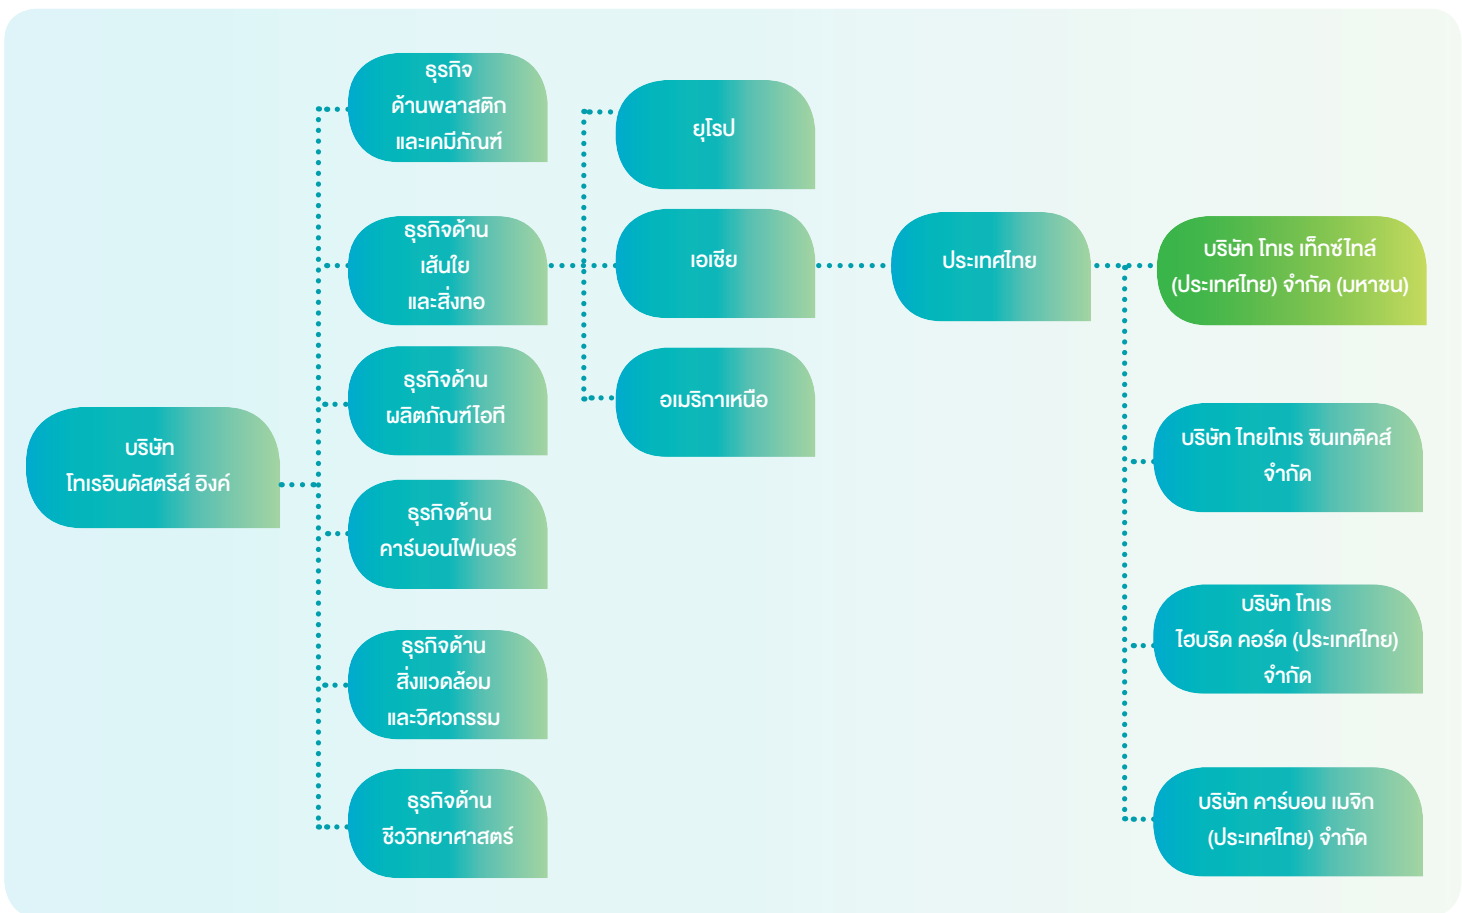 บริษัท
โทเรอินดัสตรีส์ อิงค์
ธุรกิจ
ด้านพลาสติก
และเคมีภัณฑ์
ธุรกิจด้าน
เส้นใย
และสิ่งทอ
ธุรกิจด้าน
ผลิตภัณฑ์ไอที
ธุรกิจด้าน
คาร์บอนไฟเบอร์
ธุรกิจด้าน
สิ่งแวดล้อม
และวิศวกรรม
ธุรกิจด้าน
ชีววิทยาศาสตร์
ยุโรป
เอเชีย
อเมริกาเหนือ
ประเทศไทย
บริษัท โทเร เท็กซ์ไทล์
(ประเทศไทย) จำกัด (มหาชน)
บริษัท ไทยโทเร ซินเทติคส์
จำกัด
บริษัท โทเร
ไฮบริด คอร์ด (ประเทศไทย)
จำกัด
บริษัท คาร์บอน เมจิก
(ประเทศไทย) จำกัด